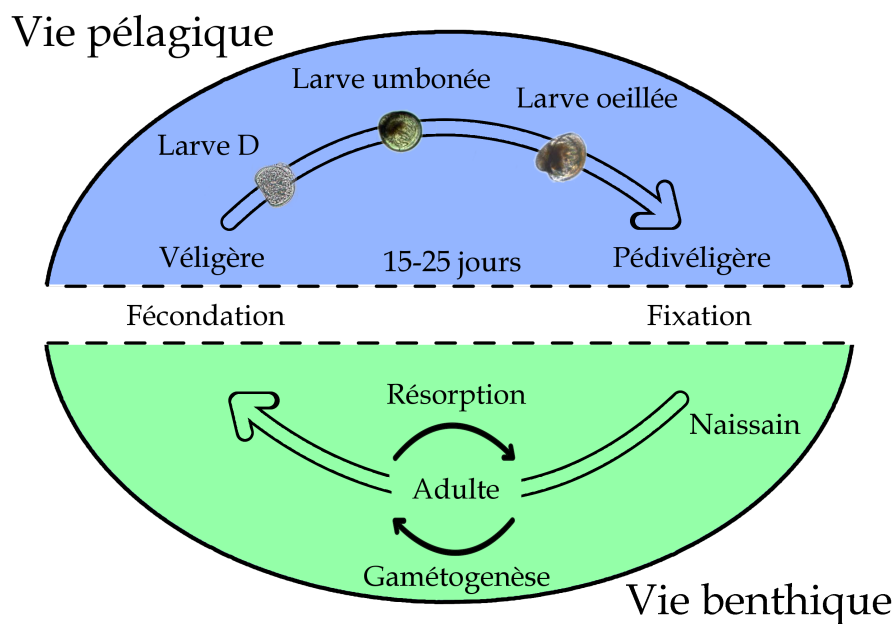 Vie pélagique
Larve umbonée
Larve oeillée
Larve D
Véligère
15-25 jours
Pédivéligère
Fécondation
Fixation
Résorption
Naissain
Adulte
Gamétogenèse
Vie benthique